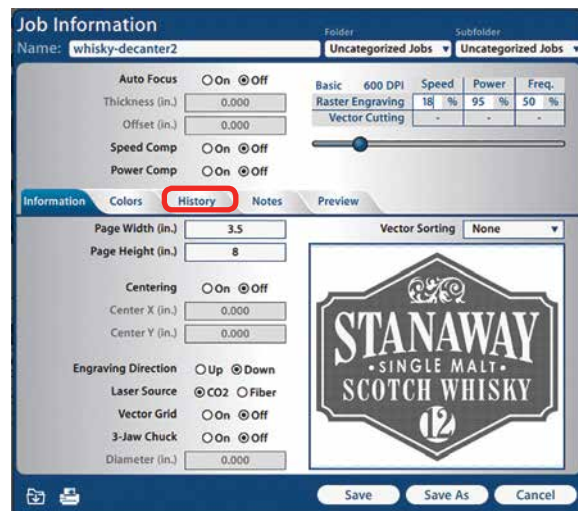 Job Information
Folder Subfolder
Name: whisky-decanter2 Uncategorized Jobs Uncategorized Jobs
Auto Focus On Off
Thickness (in.) 0.000
Offset (in.) 0.000
Speed Comp On Off
Power Comp On Off
Basic 600 DPI Speed Power Freq.
Raster Engraving 18 % 95 % 50 %
Vector Cutting - - -
Information Colors History Notes Preview
Page Width (in.) 3.5
Page Height (in.) 8
Centering On Off
Center X (in.) 0.000
Center Y (in.) 0.000
Engraving Direction Up Down
Laser Source CO2 Fiber
Vector Grid On Off
3-Jaw Chuck On Off
Diameter (in.) 0.000
Vector Sorting None
STANAWAY
•SINGLE MALT•
SCOTCH WHISKY
12
Save Save As Cancel